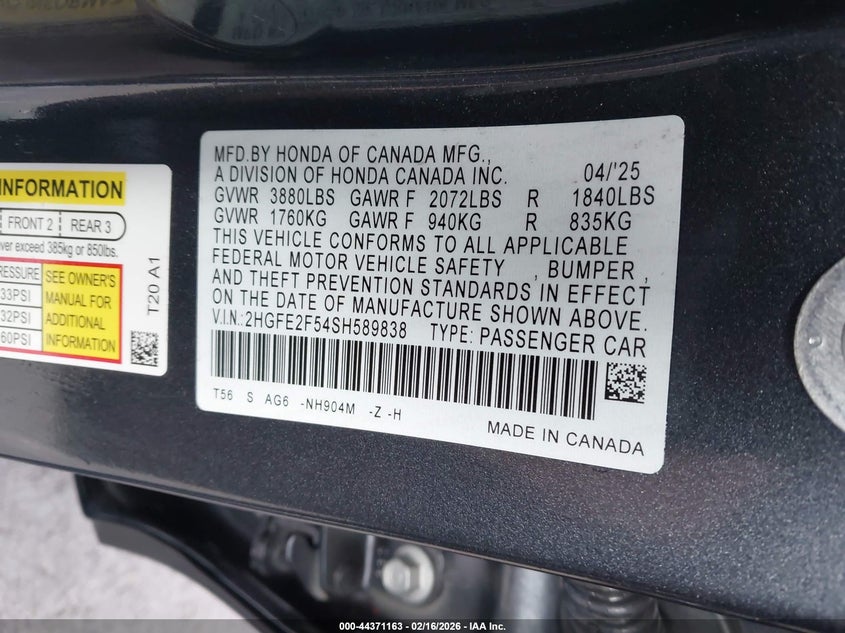 MFD.BY HONDA OF CANADA MFG.,
A DIVISION OF HONDA CANADA INC. 04/'25
GVWR 3880LBS GAWR F 2072LBS R 1840LBS
GVWR 1760KG GAWR F 940KG R 835KG
THIS VEHICLE CONFORMS TO ALL APPLICABLE
FEDERAL MOTOR VEHICLE SAFETY , BUMPER ,
AND THEFT PREVENTION STANDARDS IN EFFECT
ON THE DATE OF MANUFACTURE SHOWN ABOVE.
V.I.N.: 2HGFE2F54SH589838 TYPE: PASSENGER CAR
T56 S AG6 -NH904M -Z -H
MADE IN CANADA
INFORMATION
FRONT 2 REAR 3
exceed 385kg or 850lbs.
SEE OWNER'S
33PSI MANUAL FOR
32PSI ADDITIONAL
60PSI INFORMATION
T20 A1
000-44371163 - 02/16/2026 - IAA Inc.